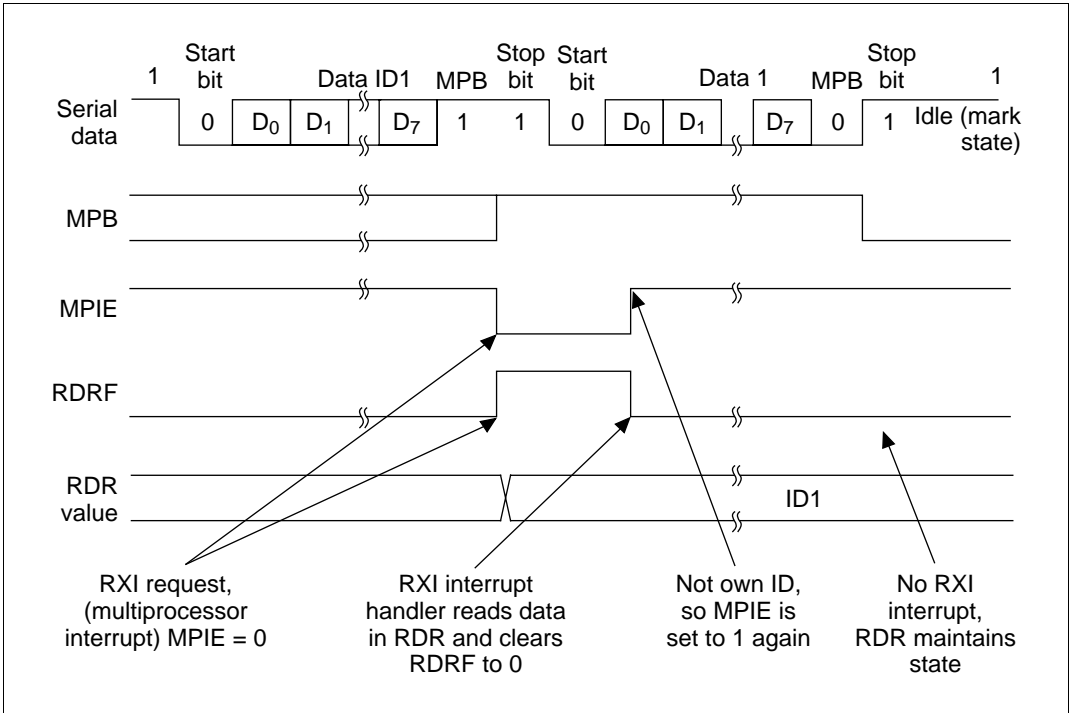 Start bit
Stop bit
Start bit
Stop bit
1 Data ID1 MPB Data 1 MPB 1
Serial data
0 D0 D1 D7 1 1 0 D0 D1 D7 0 1 Idle (mark state)
MPB
MPIE
RDRF
RDR value
ID1
RXI request,
(multiprocessor
interrupt) MPIE = 0
RXI interrupt
handler reads data
in RDR and clears
RDRF to 0
Not own ID,
so MPIE is
set to 1 again
No RXI
interrupt,
RDR maintains
state